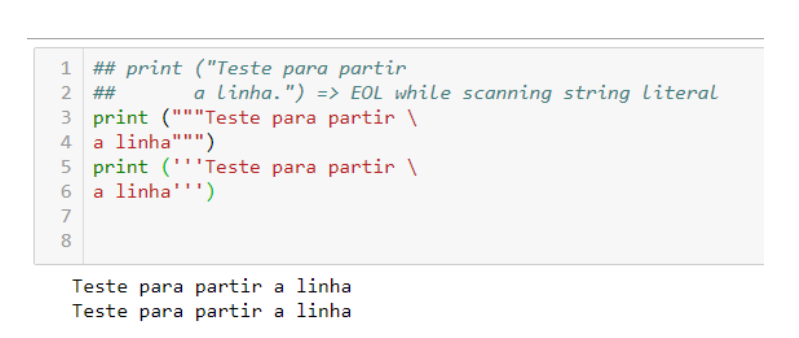 1 ## print ("Teste para partir
2 ##       a linha.") => EOL while scanning string literal
3 print ("""Teste para partir \
4 a linha""")
5 print ('''Teste para partir \
6 a linha''')
7
8
Teste para partir a linha
Teste para partir a linha